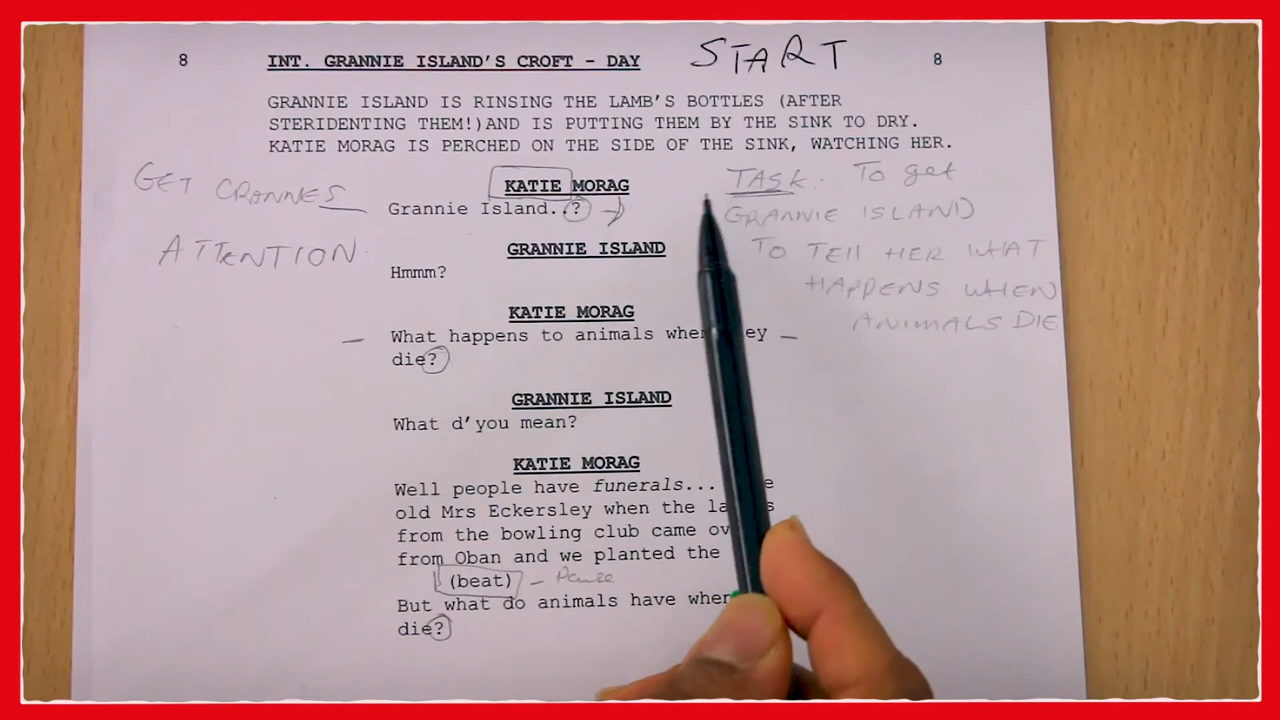 8 INT. GRANNIE ISLAND'S CROFT - DAY START 8
GRANNIE ISLAND IS RINSING THE LAMB'S BOTTLES (AFTER
STERIDENTING THEM!)AND IS PUTTING THEM BY THE SINK TO DRY.
KATIE MORAG IS PERCHED ON THE SIDE OF THE SINK, WATCHING HER.
GET GRANNIES
ATTENTION
KATIE MORAG
Grannie Island..?
TASK. To get
GRANNIE ISLAND
TO TELL HER WHAT
HAPPENS WHEN
ANIMALS DIE
GRANNIE ISLAND
Hmmm?
KATIE MORAG
What happens to animals when
die?
GRANNIE ISLAND
What d'you mean?
KATIE MORAG
Well people have funerals...
old Mrs Eckersley when the
from the bowling club came
from Oban and we planted the
(beat) - Pause
But what do animals have
die?